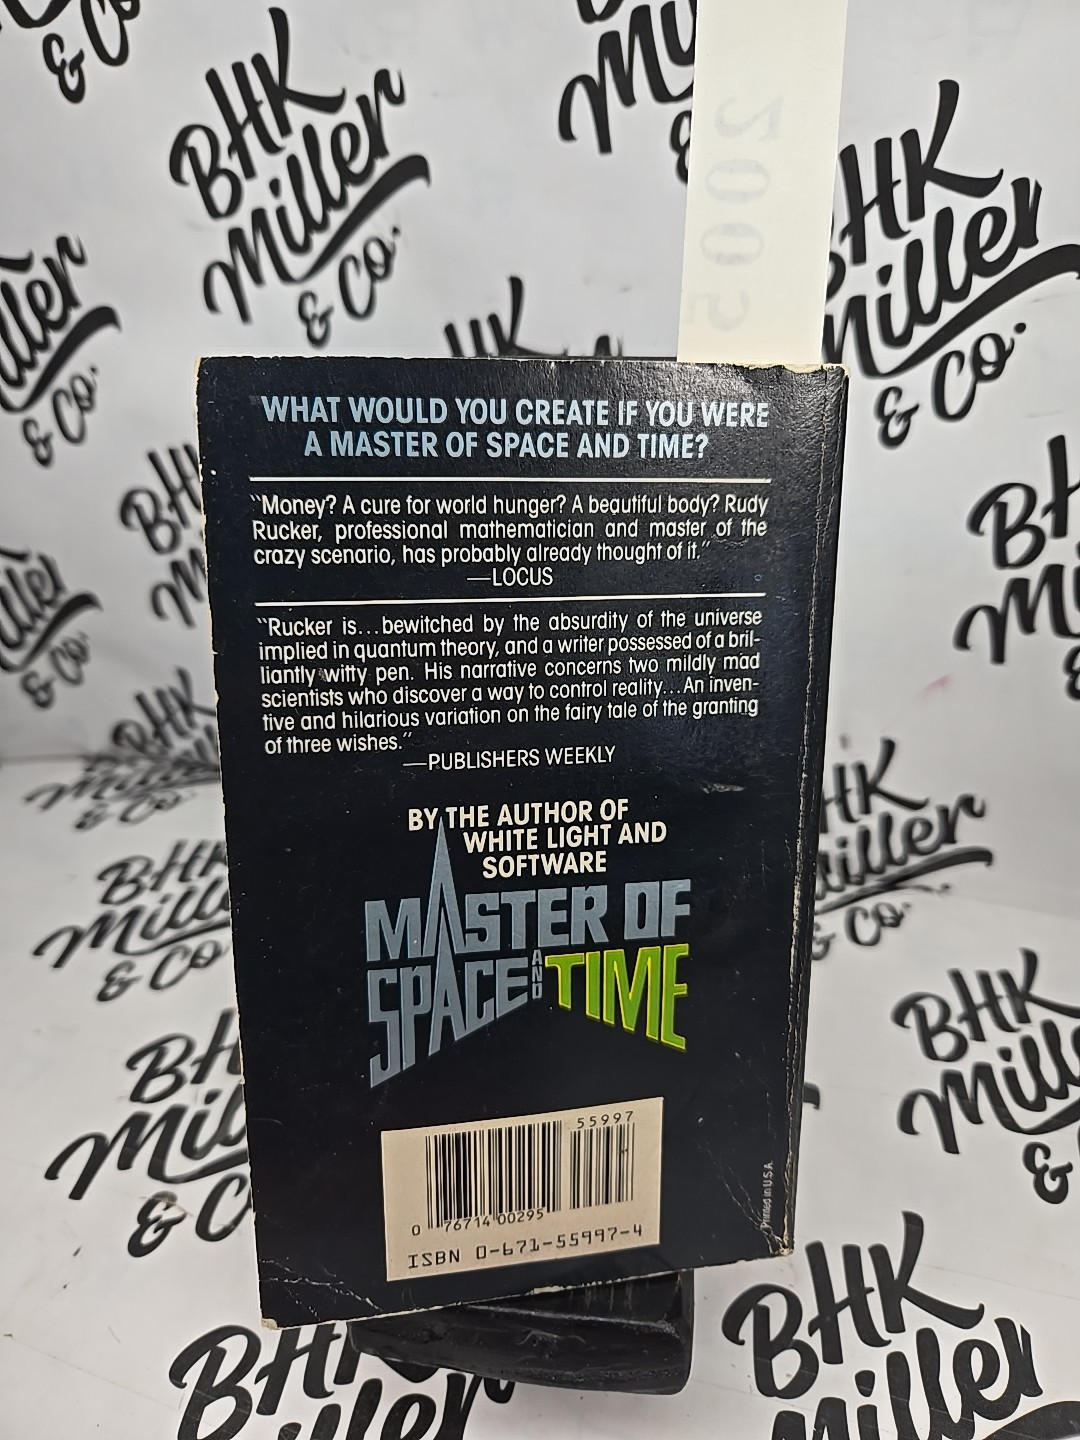 BHK
Miller
& Co.
2005
WHAT WOULD YOU CREATE IF YOU WERE
A MASTER OF SPACE AND TIME?
"Money? A cure for world hunger? A beautiful body? Rudy
Rucker, professional mathematician and master of the
crazy scenario, has probably already thought of it."
—LOCUS
"Rucker is...bewitched by the absurdity of the universe
implied in quantum theory, and a writer possessed of a bril-
liantly witty pen. His narrative concerns two mildly mad
scientists who discover a way to control reality...An inven-
tive and hilarious variation on the fairy tale of the granting
of three wishes."
—PUBLISHERS WEEKLY
BY THE AUTHOR OF
WHITE LIGHT AND
SOFTWARE
MASTER OF
SPACE AND TIME
55997
0 76714 00295
ISBN 0-671-55997-4
Printed in U.S.A.